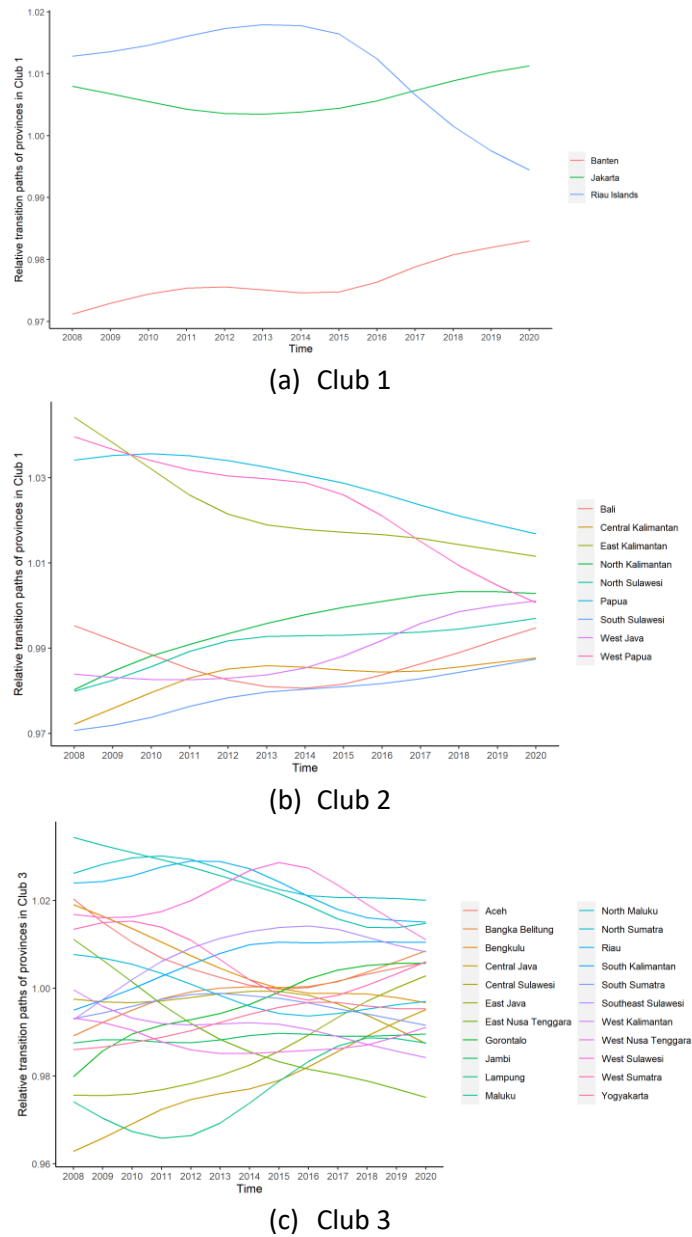 Relative transition paths of provinces in Club 1
1.02
1.01
1.00
0.99
0.98
0.97
2008 2009 2010 2011 2012 2013 2014 2015 2016 2017 2018 2019 2020
Time
Banten
Jakarta
Riau Islands
(a) Club 1
Relative transition paths of provinces in Club 1
1.03
1.01
0.99
0.97
2008 2009 2010 2011 2012 2013 2014 2015 2016 2017 2018 2019 2020
Time
Bali
Central Kalimantan
East Kalimantan
North Kalimantan
North Sulawesi
Papua
South Sulawesi
West Java
West Papua
(b) Club 2
Relative transition paths of provinces in Club 3
1.02
1.00
0.98
0.96
2008 2009 2010 2011 2012 2013 2014 2015 2016 2017 2018 2019 2020
Time
Aceh
Bangka Belitung
Bengkulu
Central Java
Central Sulawesi
East Java
East Nusa Tenggara
Gorontalo
Jambi
Lampung
Maluku
North Maluku
North Sumatra
Riau
South Kalimantan
South Sumatra
Southeast Sulawesi
West Kalimantan
West Nusa Tenggara
West Sulawesi
West Sumatra
Yogyakarta
(c) Club 3